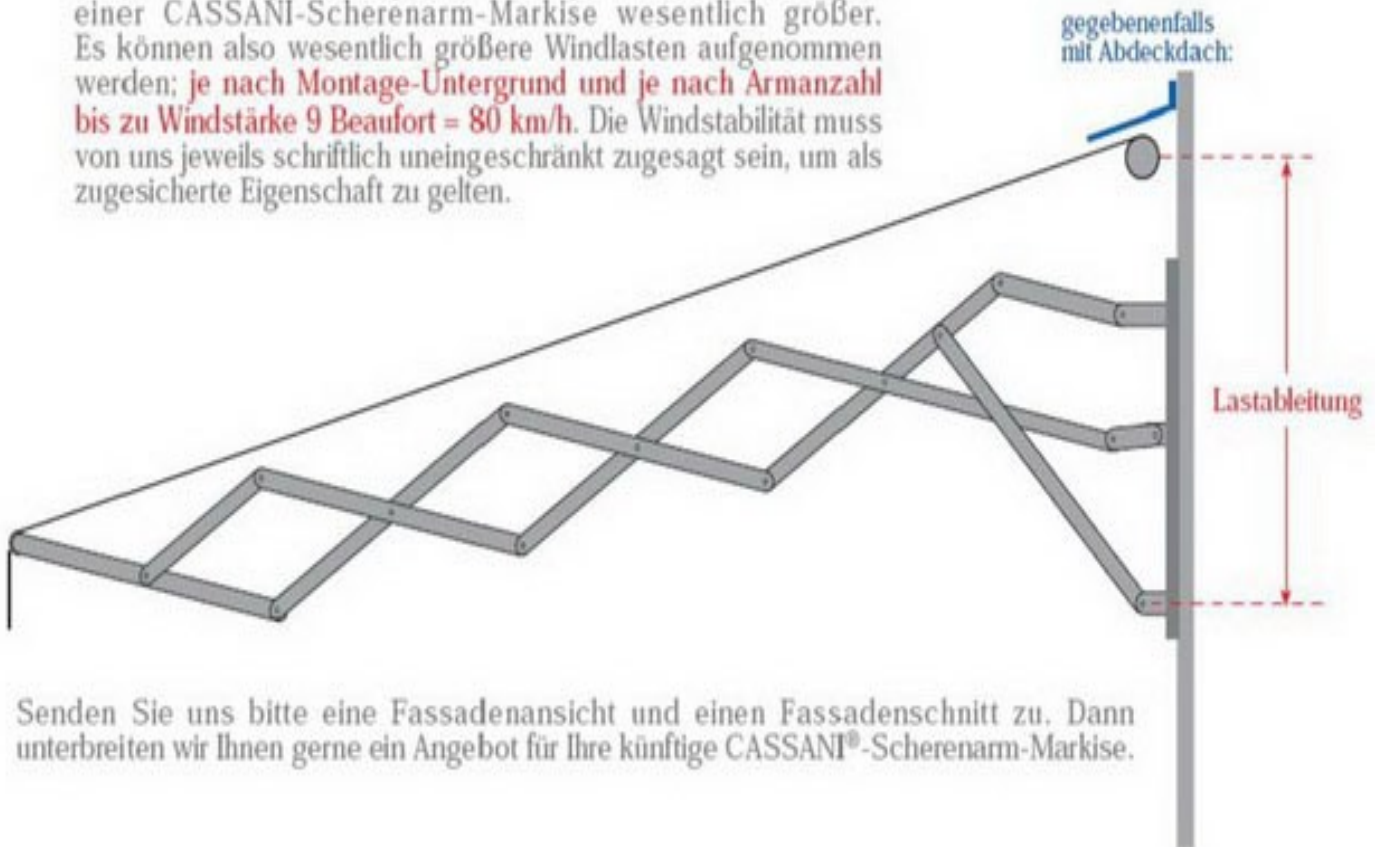 einer CASSANI-Scherenarm-Markise wesentlich größer.
Es können also wesentlich größere Windlasten aufgenommen
werden; je nach Montage-Untergrund und je nach Armanzahl
bis zu Windstärke 9 Beaufort = 80 km/h. Die Windstabilität muss
von uns jeweils schriftlich uneingeschränkt zugesagt sein, um als
zugesicherte Eigenschaft zu gelten.
gegebenenfalls
mit Abdeckdach:
Lastableitung
Senden Sie uns bitte eine Fassadenansicht und einen Fassadenschnitt zu. Dann
unterbreiten wir Ihnen gerne ein Angebot für Ihre künftige CASSANI®-Scherenarm-Markise.